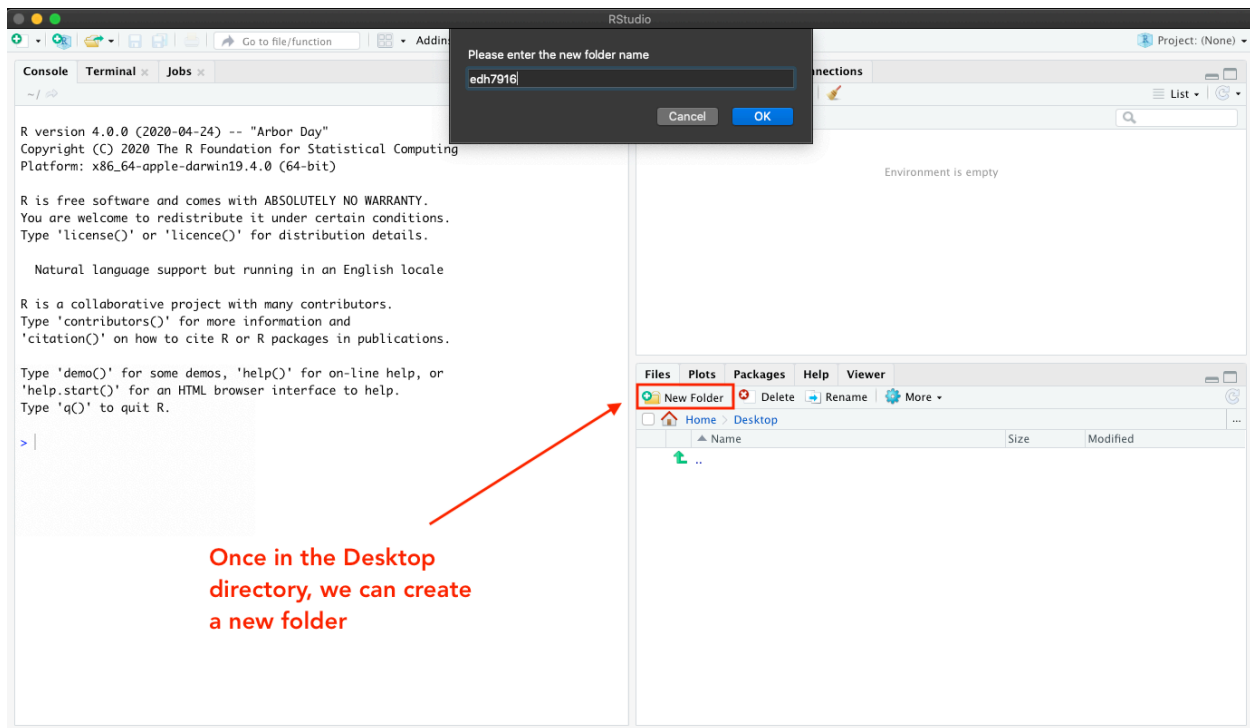 RStudio
Go to file/function
Addin
Project: (None)
Please enter the new folder name
edh7916
Cancel OK
Console Terminal Jobs
~/
R version 4.0.0 (2020-04-24) -- "Arbor Day"
Copyright (C) 2020 The R Foundation for Statistical Computing
Platform: x86_64-apple-darwin19.4.0 (64-bit)
R is free software and comes with ABSOLUTELY NO WARRANTY.
You are welcome to redistribute it under certain conditions.
Type 'license()' or 'licence()' for distribution details.
Natural language support but running in an English locale
R is a collaborative project with many contributors.
Type 'contributors()' for more information and
'citation()' on how to cite R or R packages in publications.
Type 'demo()' for some demos, 'help()' for on-line help, or
'help.start()' for an HTML browser interface to help.
Type 'q()' to quit R.
>
nnections
List
Environment is empty
Files Plots Packages Help Viewer
New Folder Delete Rename More
Home Desktop ...
Name Size Modified
..
Once in the Desktop
directory, we can create
a new folder